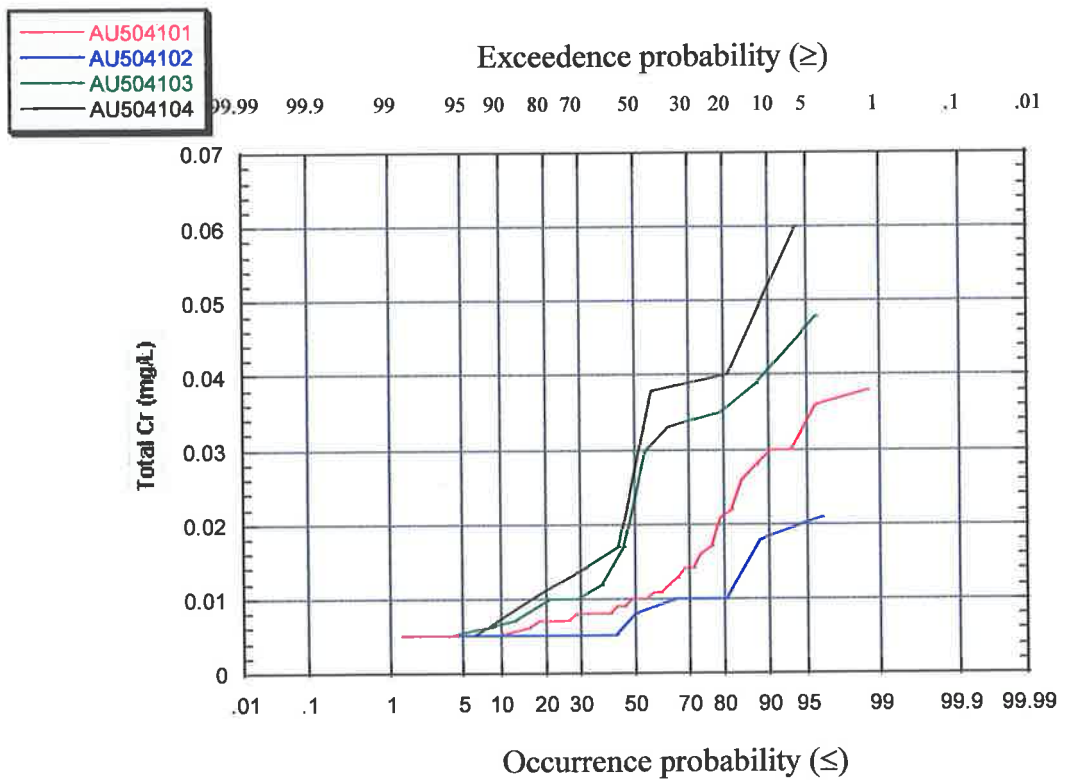 AU504101
AU504102
AU504103
AU504104
Exceedence probability (≥)
99.99 99.9 99 95 90 80 70 50 30 20 10 5 1 .1 .01
0.07
0.06
0.05
0.04
0.03
0.02
0.01
0
Total Cr (mg/L)
.01 .1 1 5 10 20 30 50 70 80 90 95 99 99.9 99.99
Occurrence probability (≤)